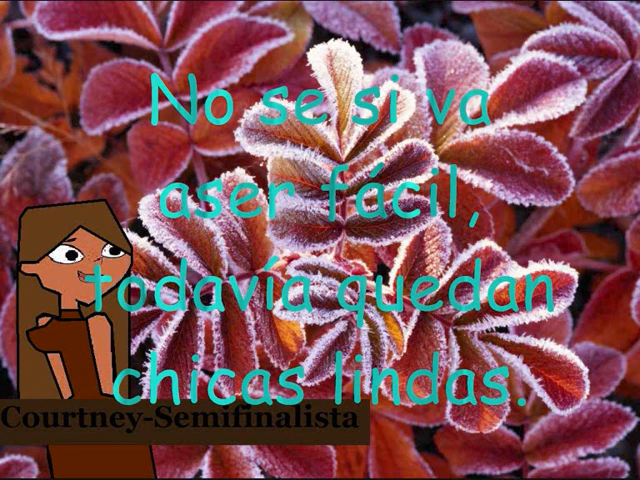 No se si va
aser fácil,
todavía quedan
chicas lindas.
Courtney-Semifinalista